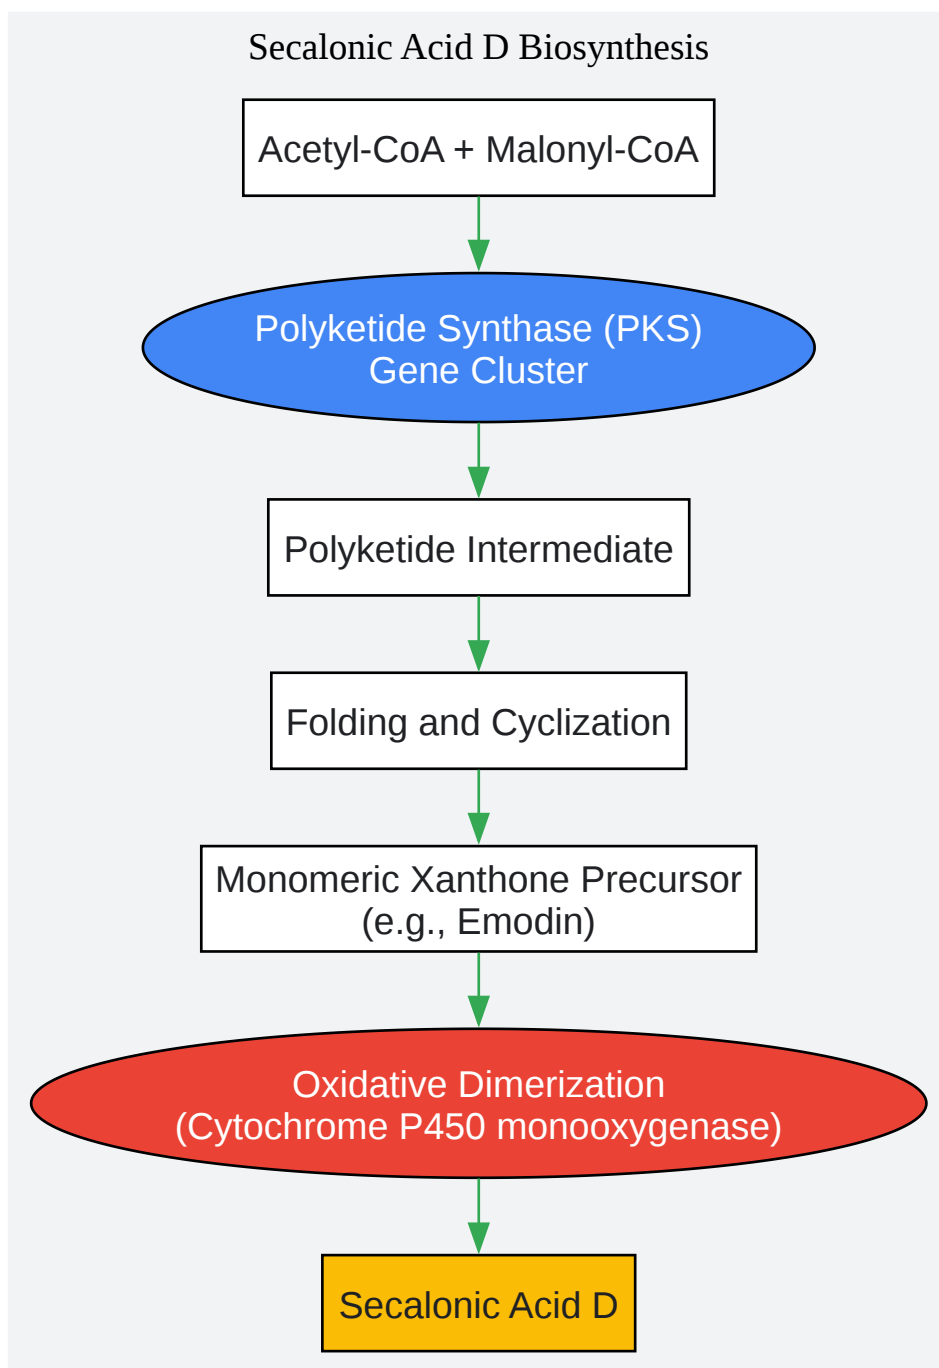 Secalonic Acid D Biosynthesis
Acetyl-CoA + Malonyl-CoA
Polyketide Synthase (PKS)
Gene Cluster
Polyketide Intermediate
Folding and Cyclization
Monomeric Xanthone Precursor
(e.g., Emodin)
Oxidative Dimerization
(Cytochrome P450 monooxygenase)
Secalonic Acid D